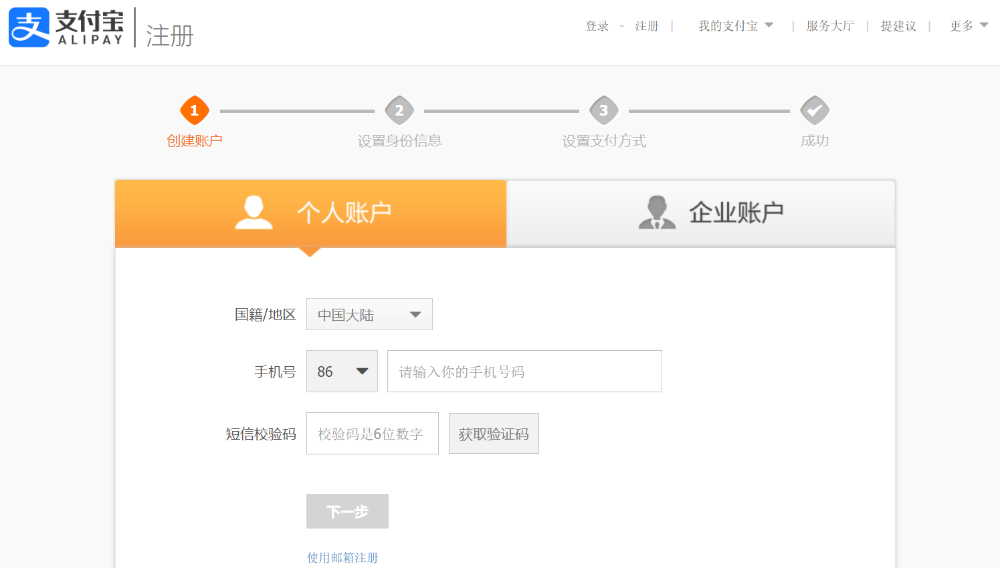 支付宝
ALIPAY
注册
登录 - 注册 | 我的支付宝 | 服务大厅 | 提建议 | 更多
1 2 3
创建账户 设置身份信息 设置支付方式 成功
个人账户 企业账户
国籍/地区 中国大陆
手机号 86 请输入你的手机号码
短信校验码 校验码是6位数字 获取验证码
下一步
使用邮箱注册